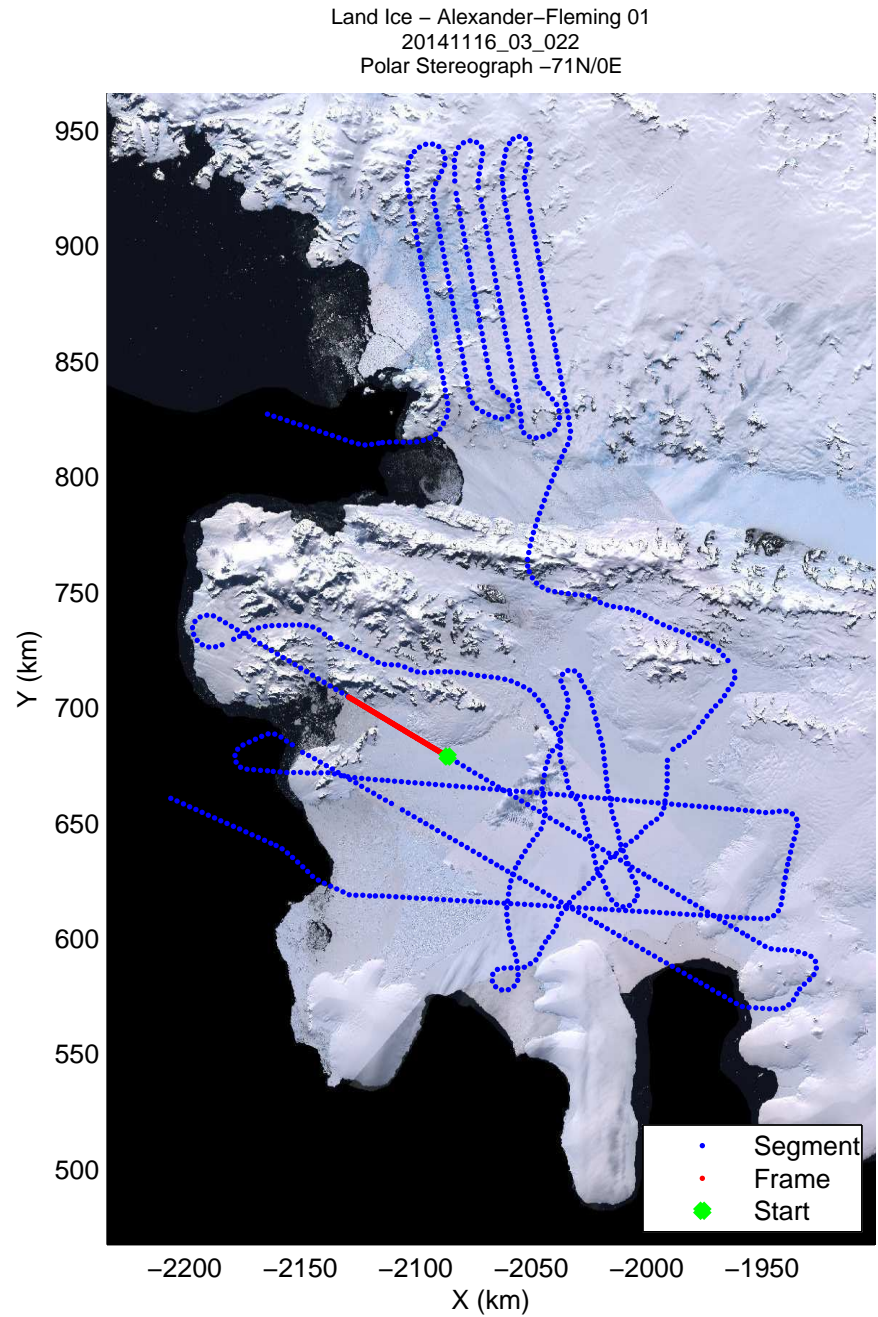 Land Ice − Alexander−Fleming 01
20141116_03_022
Polar Stereograph −71N/0E
950
900
850
800
750
700
650
600
550
500
Y (km)
Segment
Frame
Start
−2200 −2150 −2100 −2050 −2000 −1950
X (km)